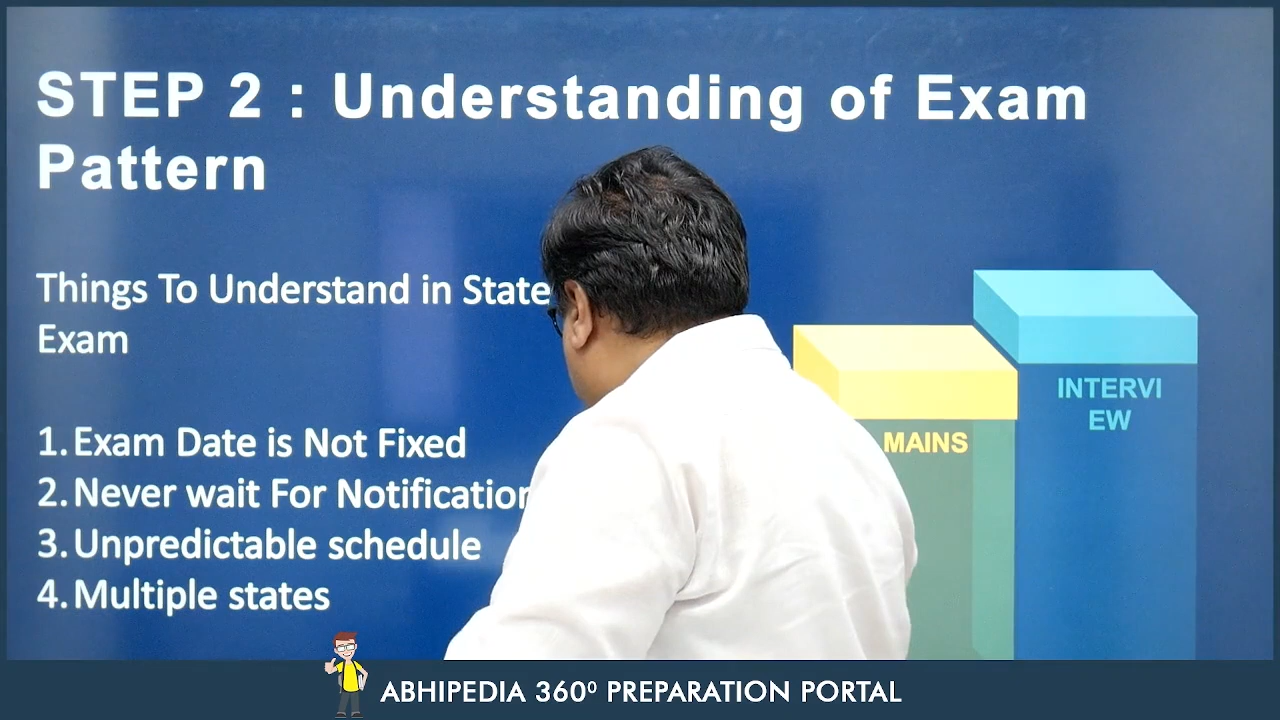 STEP 2 : Understanding of Exam
Pattern
Things To Understand in State
Exam
1. Exam Date is Not Fixed
2. Never wait For Notification
3. Unpredictable schedule
4. Multiple states
MAINS
INTERVI
EW
ABHIPEDIA 360⁰ PREPARATION PORTAL